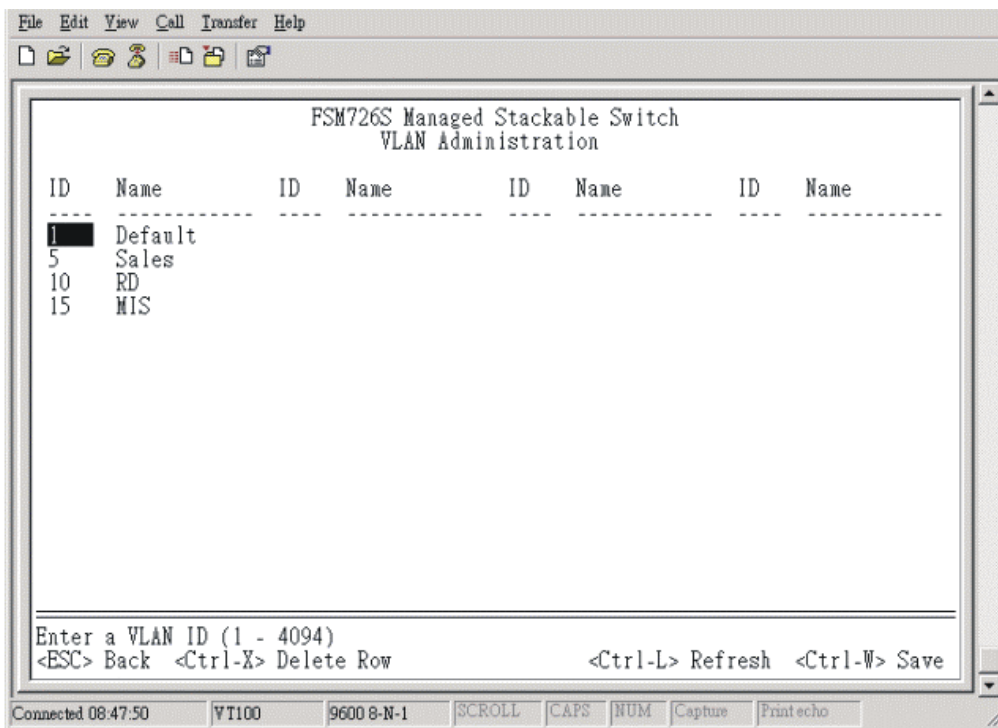 File Edit View Call Transfer Help
FSM726S Managed Stackable Switch
VLAN Administration
ID Name ID Name ID Name ID Name
---- ------------ ---- ------------ ---- ------------ ---- ------------
1 Default
5 Sales
10 RD
15 MIS
Enter a VLAN ID (1 - 4094)
<ESC> Back <Ctrl-X> Delete Row <Ctrl-L> Refresh <Ctrl-W> Save
Connected 08:47:50 VT100 9600 8-N-1 SCROLL CAPS NUM Capture Print echo